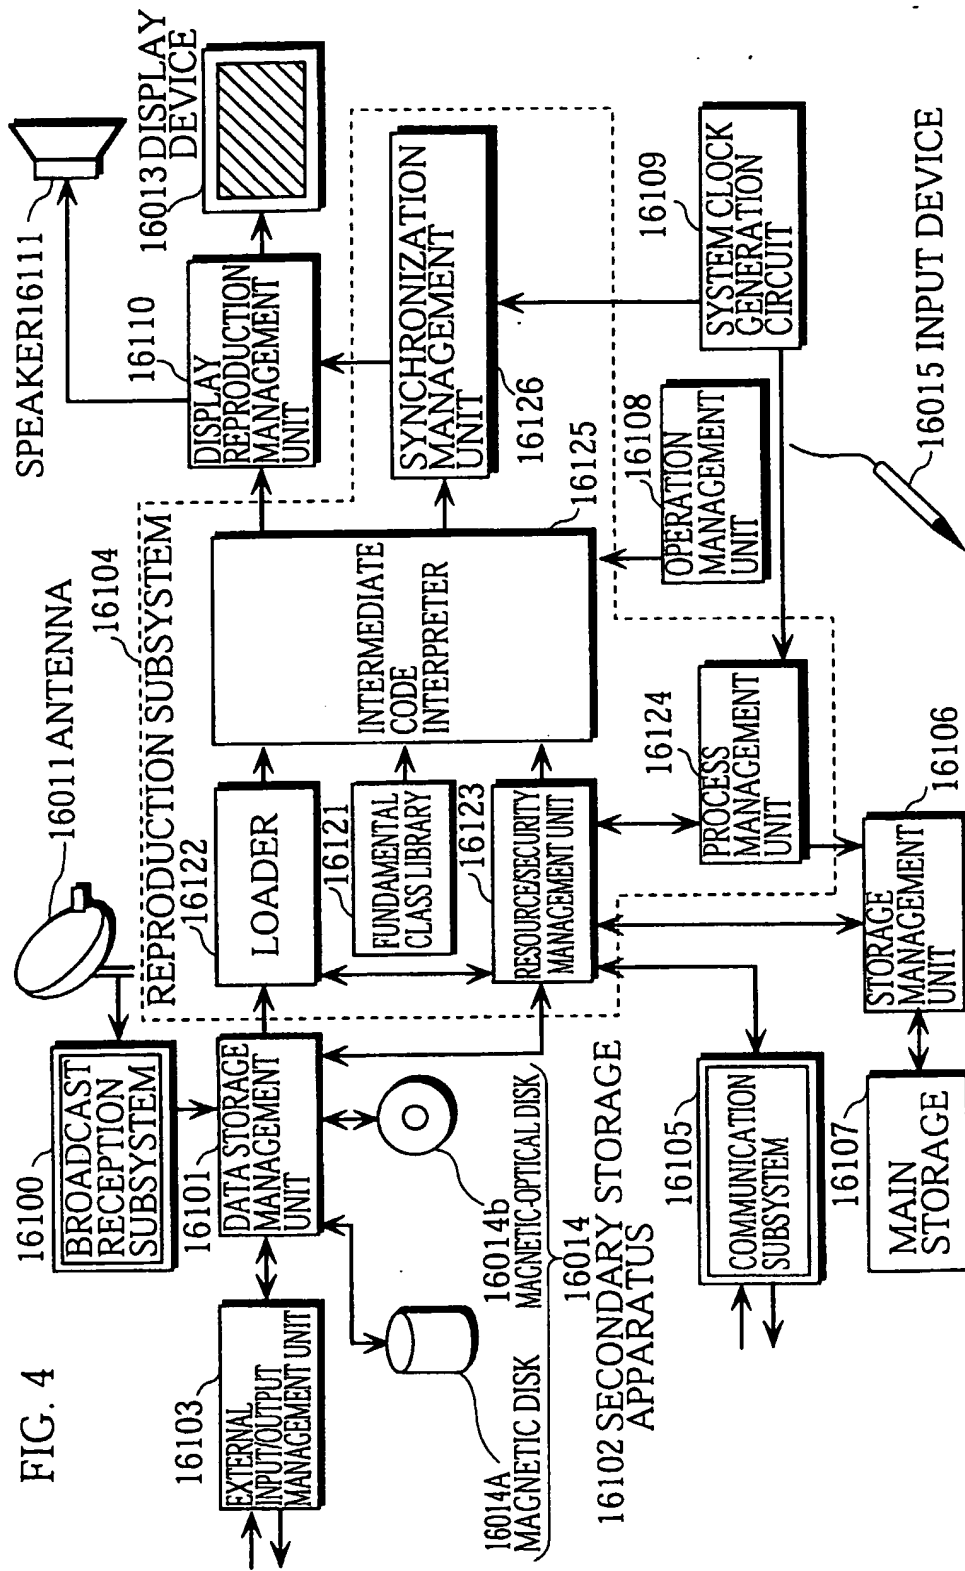 FIG. 4
16011 ANTENNA
SPEAKER16111
16100
BROADCAST
RECEPTION
SUBSYSTEM
16104
REPRODUCTION SUBSYSTEM
16110
16013 DISPLAY
DEVICE
16103
EXTERNAL
INPUT/OUTPUT
MANAGEMENT UNIT
16101
DATA STORAGE
MANAGEMENT
UNIT
16122
LOADER
DISPLAY
REPRODUCTION
MANAGEMENT
UNIT
16121
FUNDAMENTAL
CLASS LIBRARY
INTERMEDIATE
CODE
INTERPRETER
SYNCHRONIZATION
MANAGEMENT
UNIT
16126
16123
RESOURCE/SECURITY
MANAGEMENT UNIT
16125
16014A
MAGNETIC DISK
16014b
MAGNETIC-OPTICAL DISK
16014
16102 SECONDARY STORAGE
APPARATUS
16108
OPERATION
MANAGEMENT
UNIT
16109
SYSTEM CLOCK
GENERATION
CIRCUIT
16124
PROCESS
MANAGEMENT
UNIT
16105
COMMUNICATION
SUBSYSTEM
16106
STORAGE
MANAGEMENT
UNIT
16107
MAIN
STORAGE
16015 INPUT DEVICE